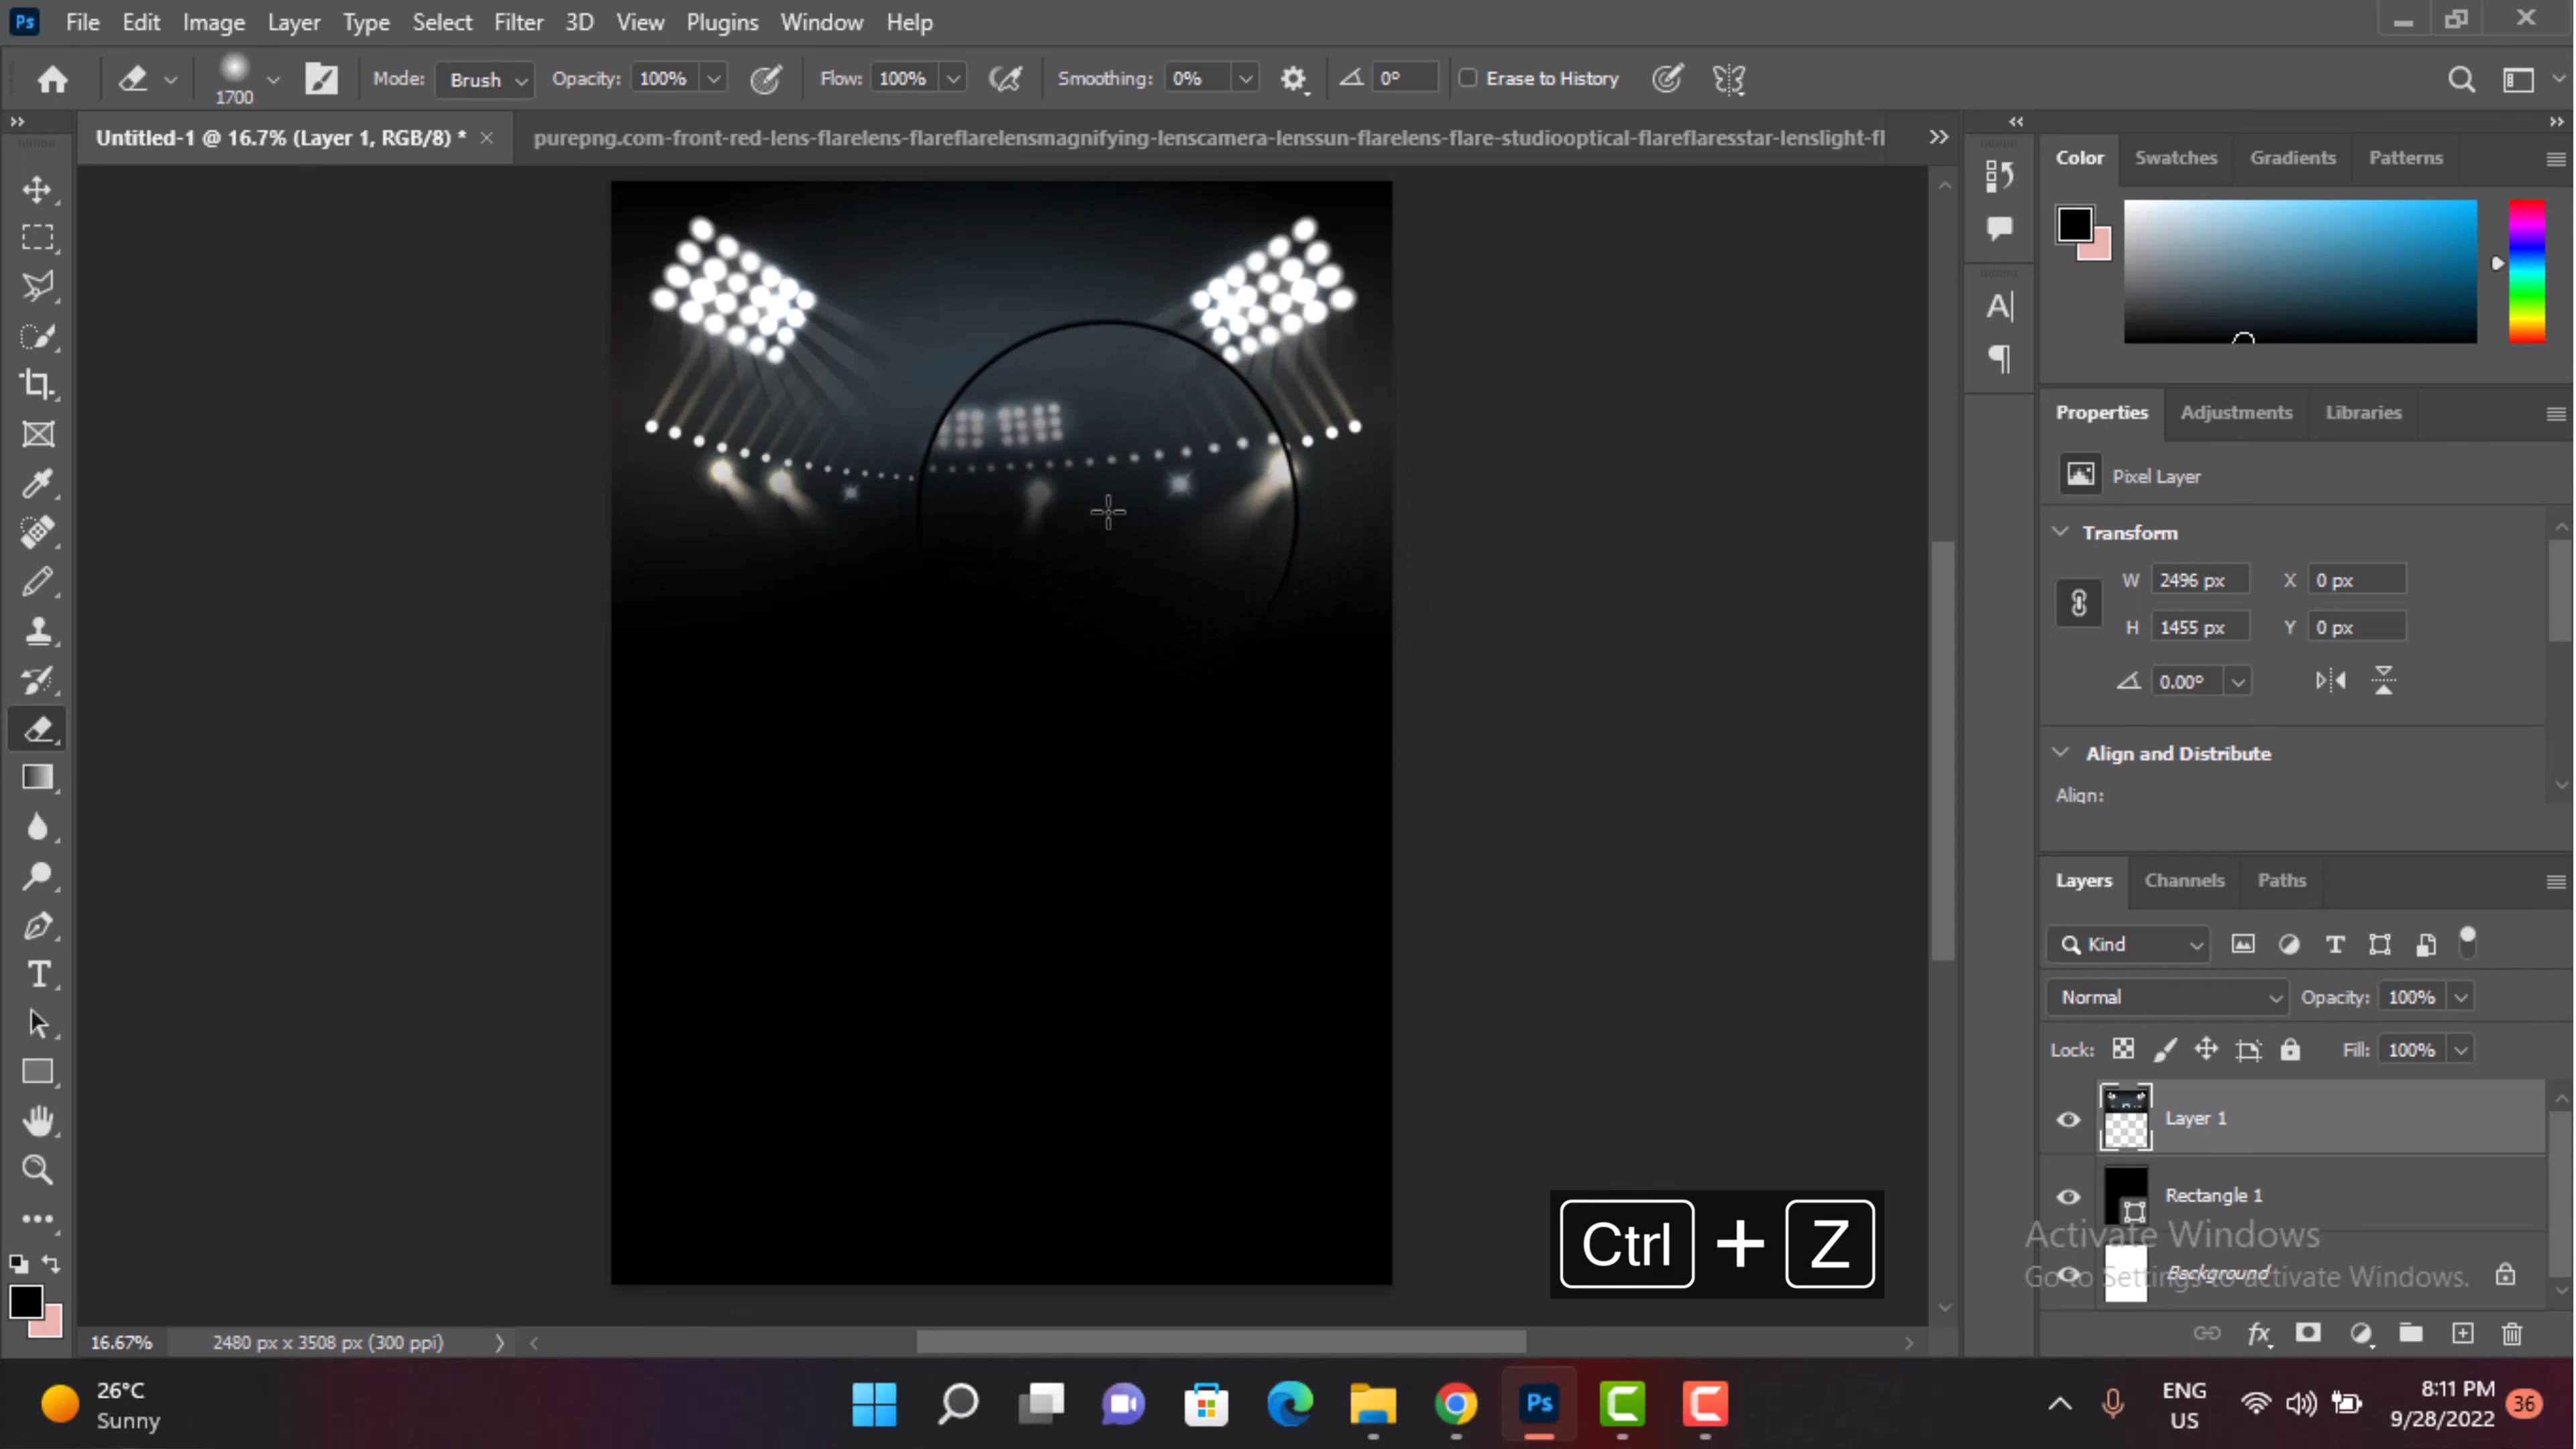 Ps File Edit Image Layer Type Select Filter 3D View Plugins Window Help
1700 Mode: Brush Opacity: 100% Flow: 100% Smoothing: 0% 0° Erase to History
Untitled-1 @ 16.7% (Layer 1, RGB/8) * × purepng.com-front-red-lens-flarelens-flareflarelensmagnifying-lenscamera-lenssun-flarelens-flare-studiooptical-flareflaresstar-lenslight-fl
Color Swatches Gradients Patterns
Properties Adjustments Libraries
Pixel Layer
Transform
W 2496 px X 0 px
H 1455 px Y 0 px
0.00°
Align and Distribute
Align:
Layers Channels Paths
Kind
Normal Opacity: 100%
Lock: Fill: 100%
Layer 1
Rectangle 1
Background
Activate Windows
Go to Settings to activate Windows.
Ctrl + Z
16.67% 2480 px x 3508 px (300 ppi)
26°C
Sunny
Ps
ENG
US
8:11 PM
9/28/2022
36